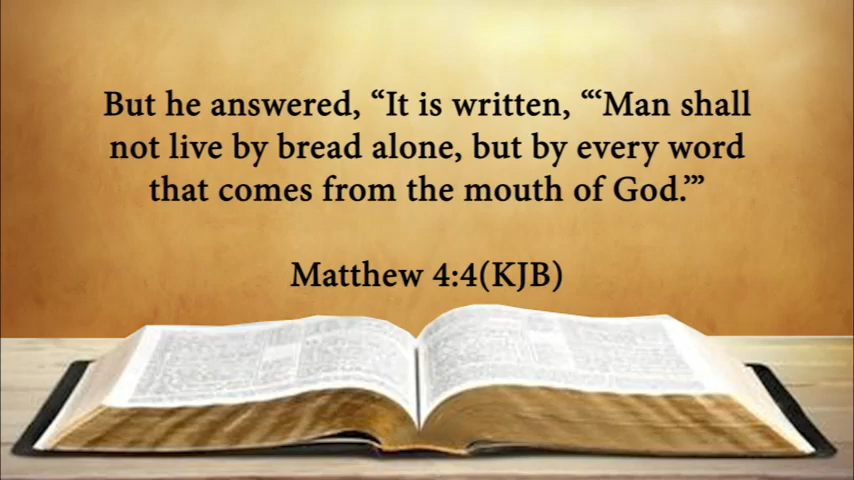 But he answered, “It is written, “‘Man shall
not live by bread alone, but by every word
that comes from the mouth of God.’”
Matthew 4:4(KJB)